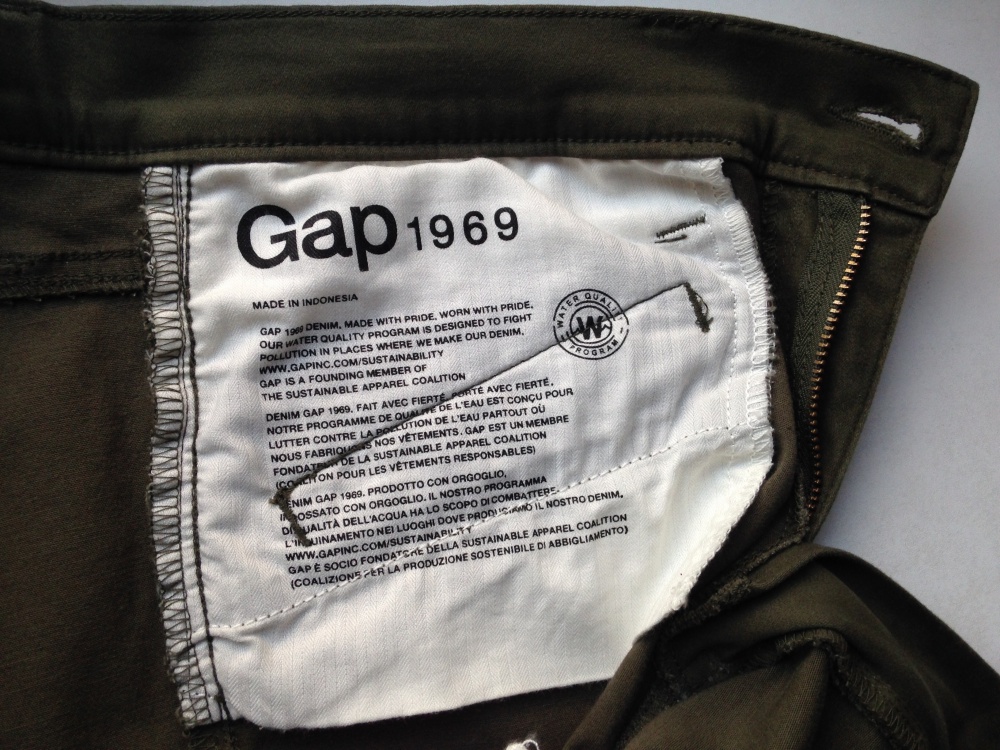 Gap 1969
MADE IN INDONESIA
GAP 1969 DENIM. MADE WITH PRIDE. WORN WITH PRIDE.
OUR WATER QUALITY PROGRAM IS DESIGNED TO FIGHT
POLLUTION IN PLACES WHERE WE MAKE OUR DENIM.
WWW.GAPINC.COM/SUSTAINABILITY
GAP IS A FOUNDING MEMBER OF
THE SUSTAINABLE APPAREL COALITION
WATER QUALITY
W
PROGRAM
DENIM GAP 1969. FAIT AVEC FIERTÉ. PORTÉ AVEC FIERTÉ.
NOTRE PROGRAMME DE QUALITÉ DE L'EAU EST CONÇU POUR
LUTTER CONTRE LA POLLUTION DE L'EAU PARTOUT OÙ
NOUS FABRIQUONS NOS VÊTEMENTS. GAP EST UN MEMBRE
FONDATEUR DE LA SUSTAINABLE APPAREL COALITION
(COALITION POUR LES VÊTEMENTS RESPONSABLES)
DENIM GAP 1969. PRODOTTO CON ORGOGLIO.
INDOSSATO CON ORGOGLIO. IL NOSTRO PROGRAMMA
DI QUALITÀ DELL'ACQUA HA LO SCOPO DI COMBATTERE
L'INQUINAMENTO NEI LUOGHI DOVE PRODUCIAMO IL NOSTRO DENIM.
WWW.GAPINC.COM/SUSTAINABILITY
GAP È SOCIO FONDATORE DELLA SUSTAINABLE APPAREL COALITION
(COALIZIONE PER LA PRODUZIONE SOSTENIBILE DI ABBIGLIAMENTO)